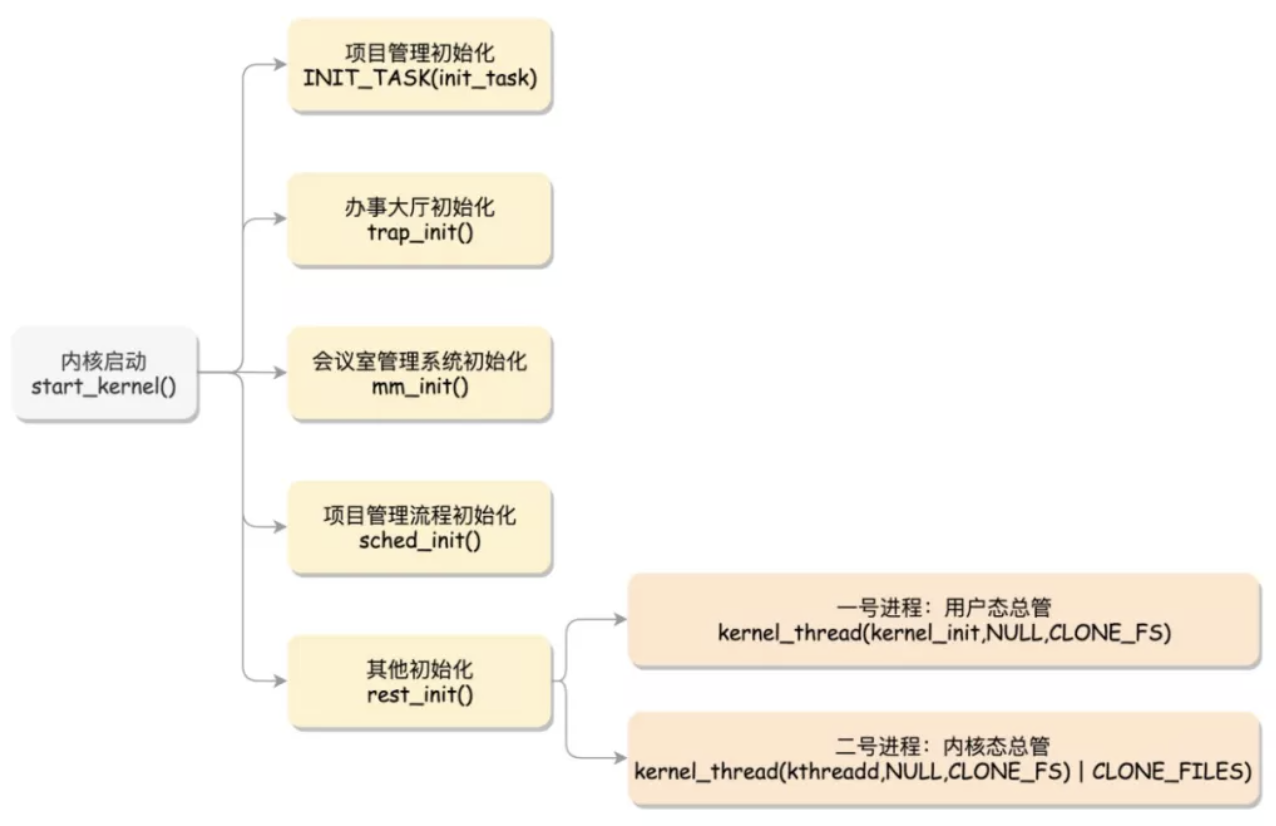 项目管理初始化
INIT_TASK(init_task)
办事大厅初始化
trap_init()
内核启动
start_kernel()
会议室管理系统初始化
mm_init()
项目管理流程初始化
sched_init()
其他初始化
rest_init()
一号进程：用户态总管
kernel_thread(kernel_init,NULL,CLONE_FS)
二号进程：内核态总管
kernel_thread(kthreadd,NULL,CLONE_FS) | CLONE_FILES)